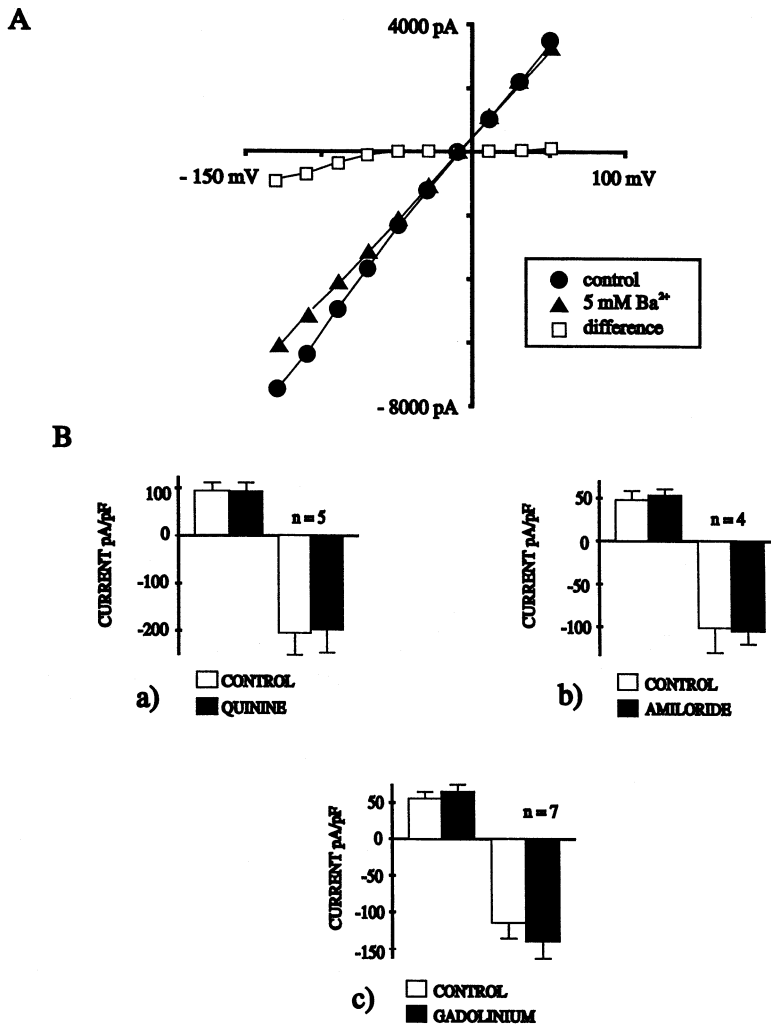 A
4000 pA
- 150 mV
100 mV
control
5 mM Ba²⁺
difference
- 8000 pA
B
CURRENT pA/pF
100
0
-100
-200
n = 5
CONTROL
QUININE
a)
CURRENT pA/pF
50
0
-50
-100
n = 4
CONTROL
AMILORIDE
b)
CURRENT pA/pF
50
0
-50
-100
-150
n = 7
CONTROL
GADOLINIUM
c)